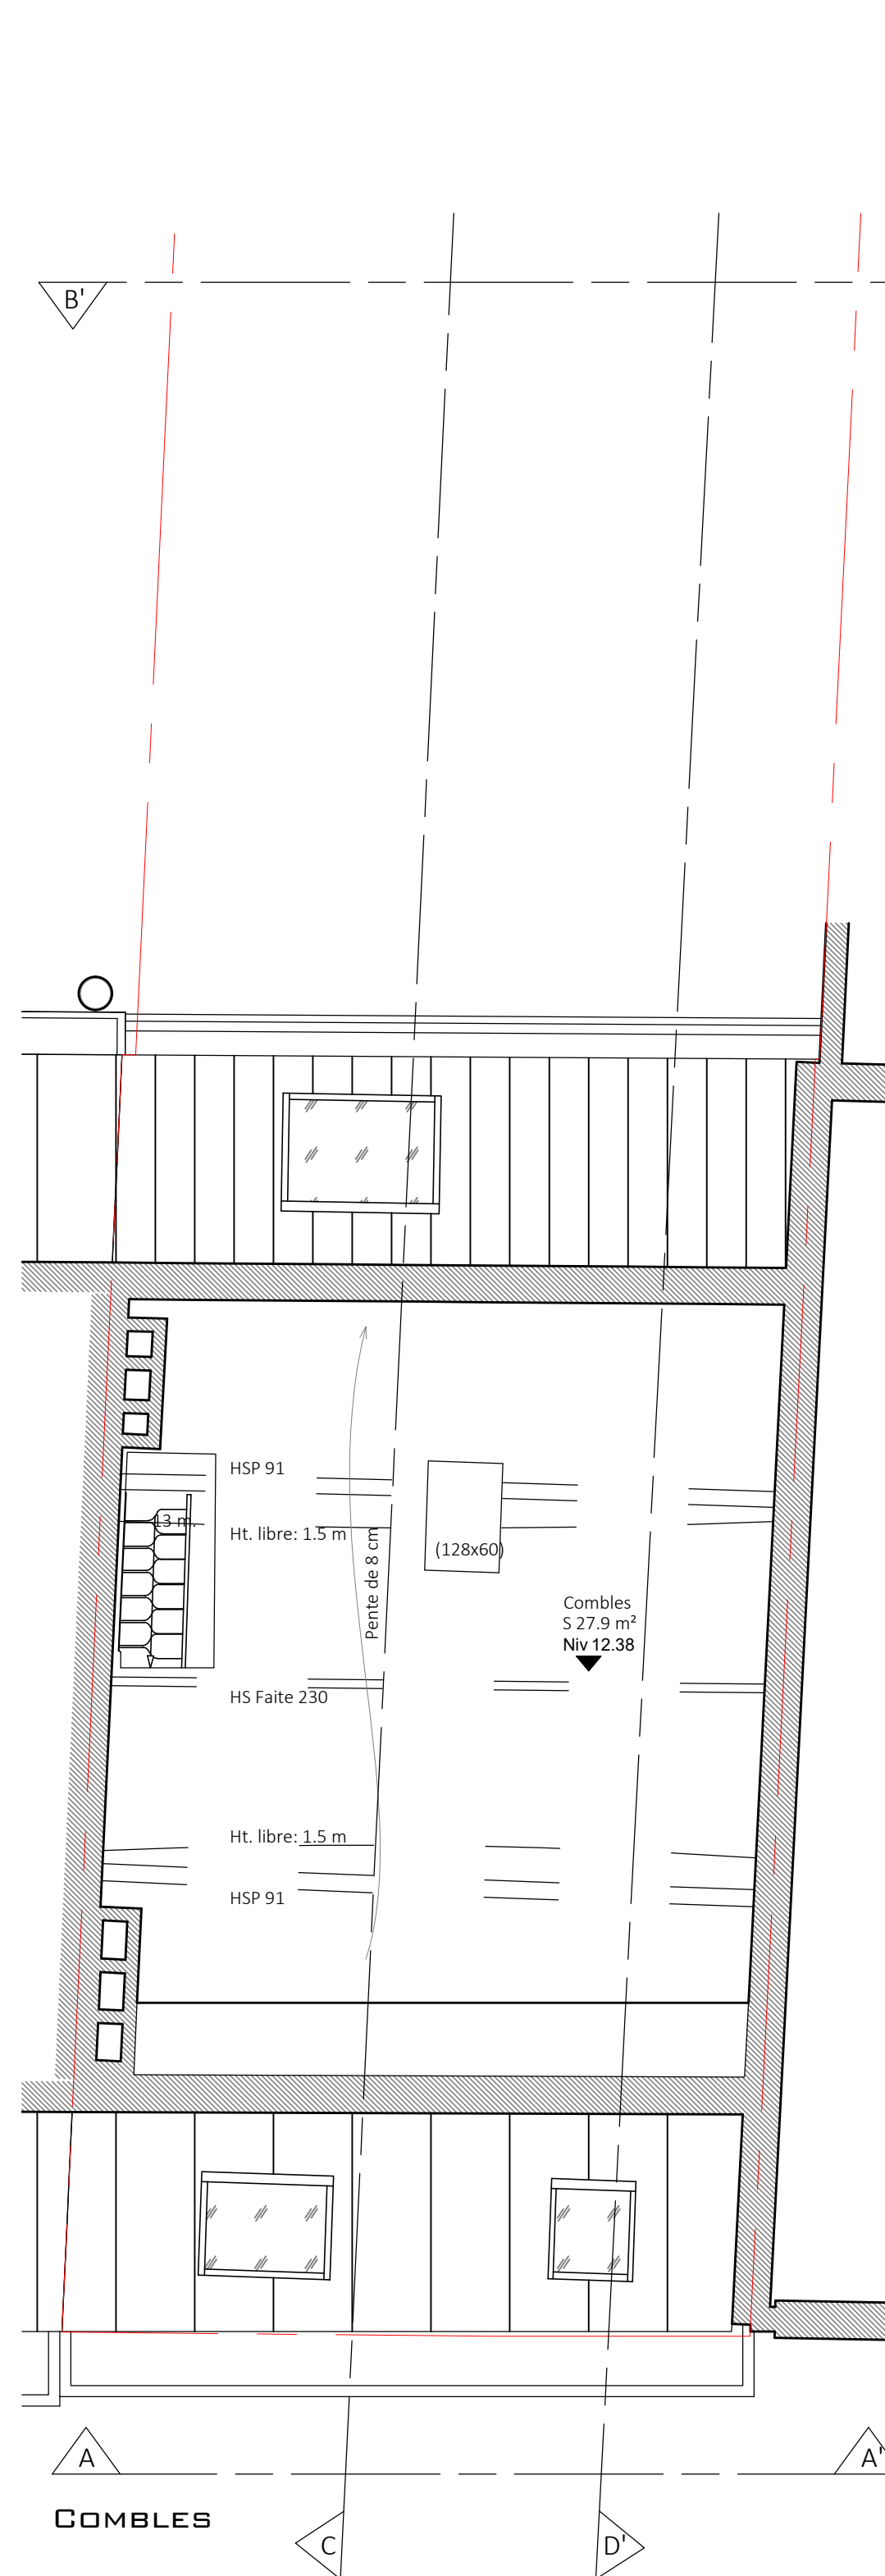 B'
HSP 91
13 m.
Ht. libre: 1.5 m
Pente de 8 cm
(128x60)
Combles
S 27.9 m²
Niv 12.38
HS Faite 230
Ht. libre: 1.5 m
HSP 91
A
A'
COMBLES
C
D'